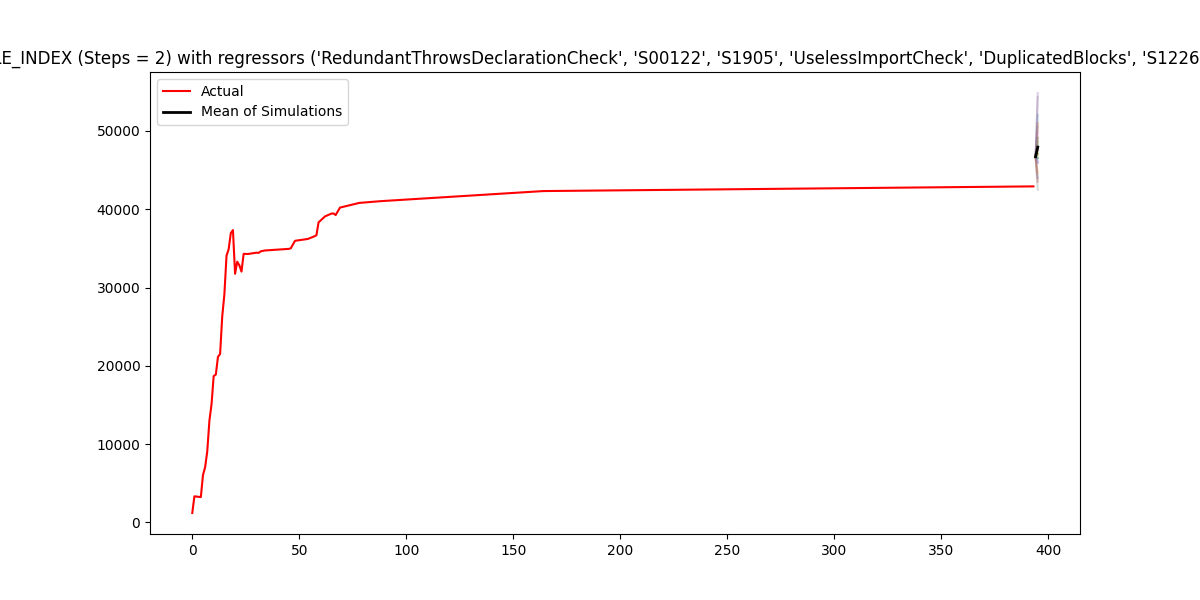 E_INDEX (Steps = 2) with regressors ('RedundantThrowsDeclarationCheck', 'S00122', 'S1905', 'UselessImportCheck', 'DuplicatedBlocks', 'S1226
Actual
Mean of Simulations
50000
40000
30000
20000
10000
0
0 50 100 150 200 250 300 350 400